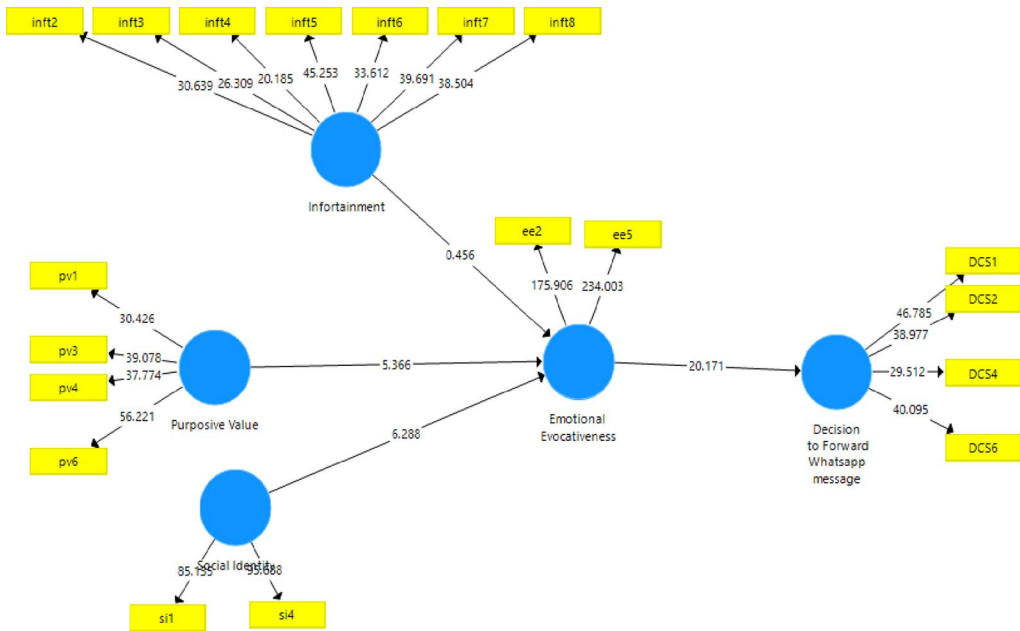 inft2 inft3 inft4 inft5 inft6 inft7 inft8
30.639 26.309 20.185 45.253 33.612 39.691 38.504
Infortainment
0.456
ee2 ee5
175.906 234.003
pv1
30.426
pv3
39.078
pv4
37.774
56.221
pv6
Purposive Value
5.366
Emotional
Evocativeness
20.171
6.288
DCS1
46.785
DCS2
38.977
DCS4
29.512
40.095
DCS6
Decision
to Forward
Whatsapp
message
Social Identity
si1
si4